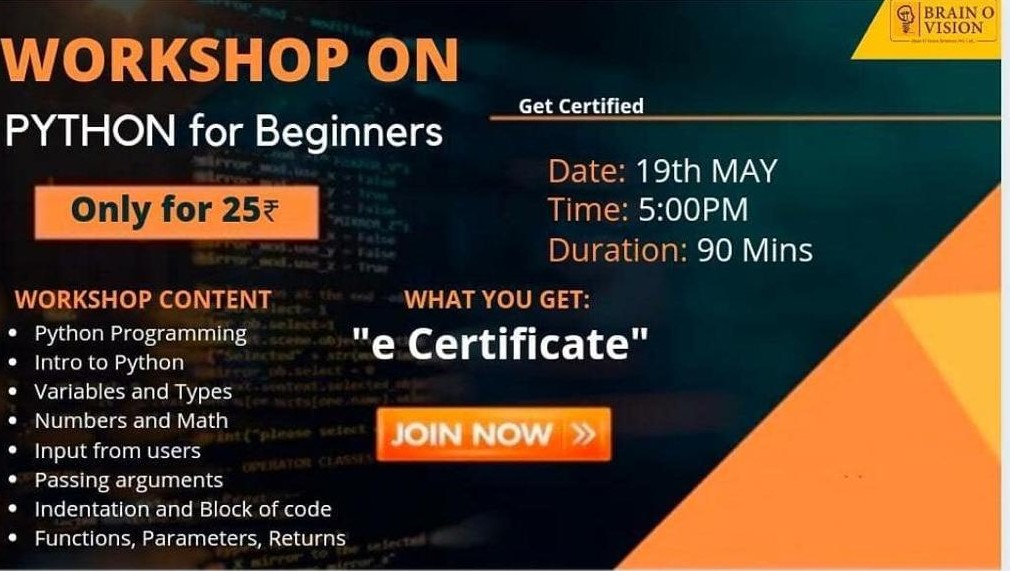 BRAIN O
VISION
WORKSHOP ON
PYTHON for Beginners
Only for 25₹
Get Certified
Date: 19th MAY
Time: 5:00PM
Duration: 90 Mins
WORKSHOP CONTENT
• Python Programming
• Intro to Python
• Variables and Types
• Numbers and Math
• Input from users
• Passing arguments
• Indentation and Block of code
• Functions, Parameters, Returns
WHAT YOU GET:
"e Certificate"
JOIN NOW »